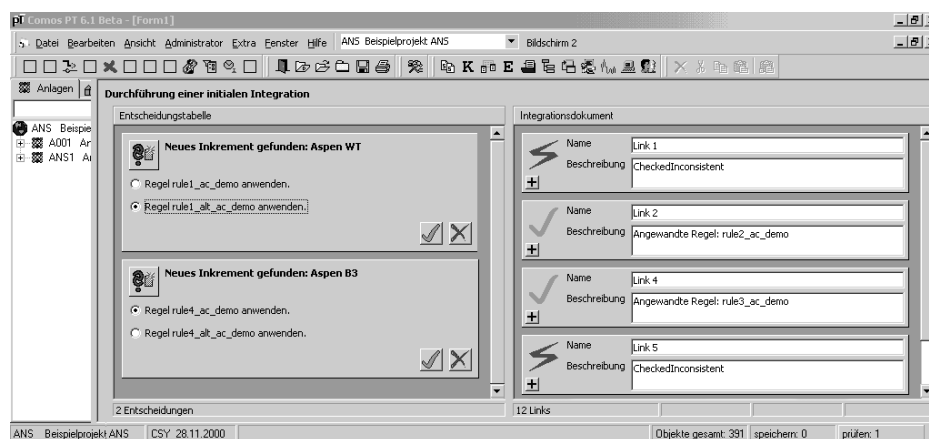 pT Comos PT 6.1 Beta - [Form1]
Datei Bearbeiten Ansicht Administrator Extra Fenster Hilfe ANS Beispielprojekt ANS Bildschirm 2
K E
Anlagen
Durchführung einer initialen Integration
Entscheidungstabelle
Integrationsdokument
ANS Beispie
A001 An
ANS1 A
Neues Inkrement gefunden: Aspen WT
Regel rule1_ac_demo anwenden.
Regel rule1_alt_ac_demo anwenden.
Neues Inkrement gefunden: Aspen B3
Regel rule4_ac_demo anwenden.
Regel rule4_alt_ac_demo anwenden.
2 Entscheidungen
Name Link 1
Beschreibung CheckedInconsistent
Name Link 2
Beschreibung Angewandte Regel: rule2_ac_demo
Name Link 4
Beschreibung Angewandte Regel: rule3_ac_demo
Name Link 5
Beschreibung CheckedInconsistent
12 Links
ANS Beispielprojekt ANS CSY 28.11.2000 Objekte gesamt: 391 speichern: 0 prüfen: 1